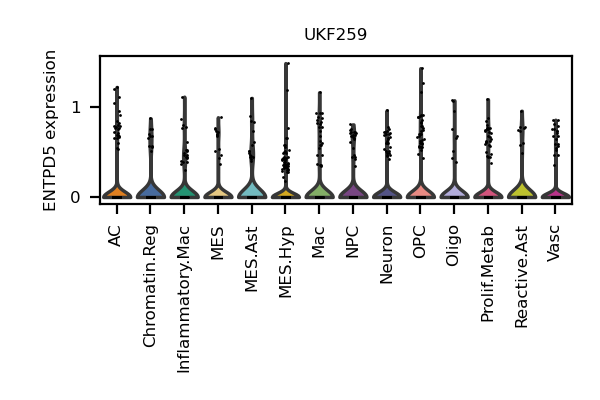 UKF259
ENTPD5 expression
1
0
AC
Chromatin.Reg
Inflammatory.Mac
MES
MES.Ast
MES.Hyp
Mac
NPC
Neuron
OPC
Oligo
Prolif.Metab
Reactive.Ast
Vasc